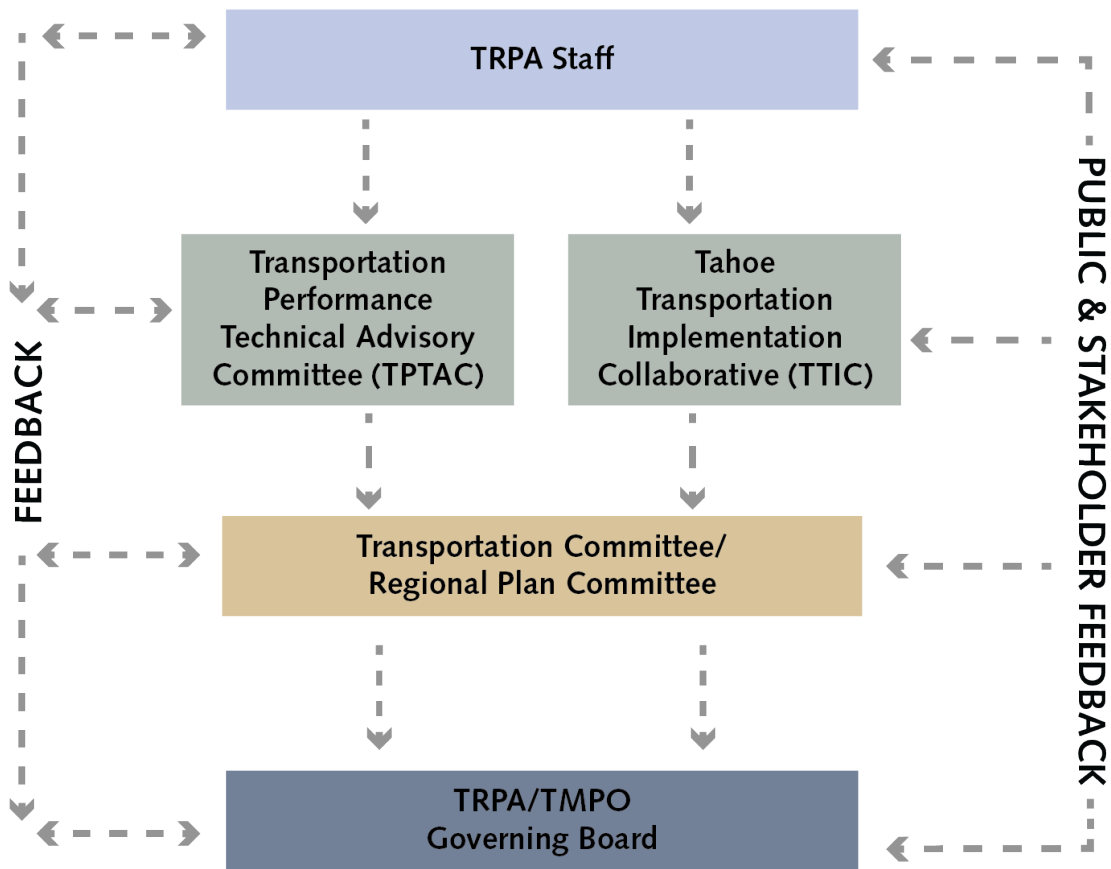 TRPA Staff
Transportation
Performance
Technical Advisory
Committee (TPTAC)
Tahoe
Transportation
Implementation
Collaborative (TTIC)
Transportation Committee/
Regional Plan Committee
TRPA/TMPO
Governing Board
FEEDBACK
PUBLIC & STAKEHOLDER FEEDBACK